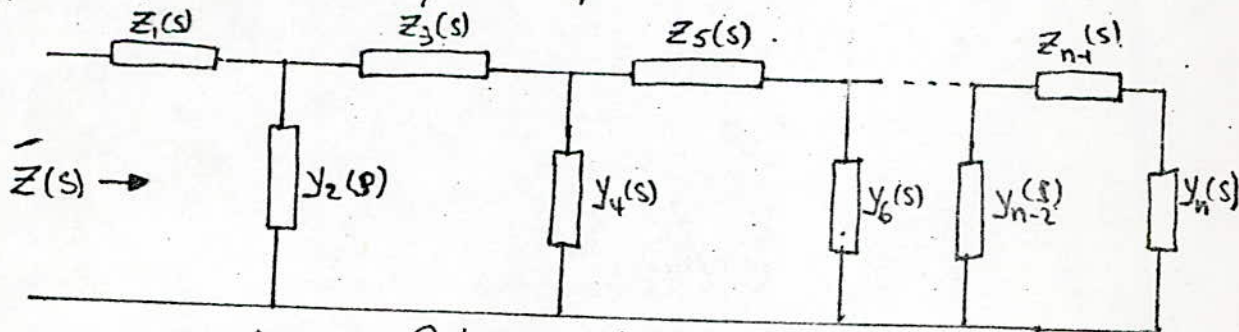 Z₁(s)
Z₃(s)
Z₅(s)
Zₙ₋₁(s)
Z(s) →
y₂(s)
y₄(s)
y₆(s)
yₙ₋₂(s)
yₙ(s)